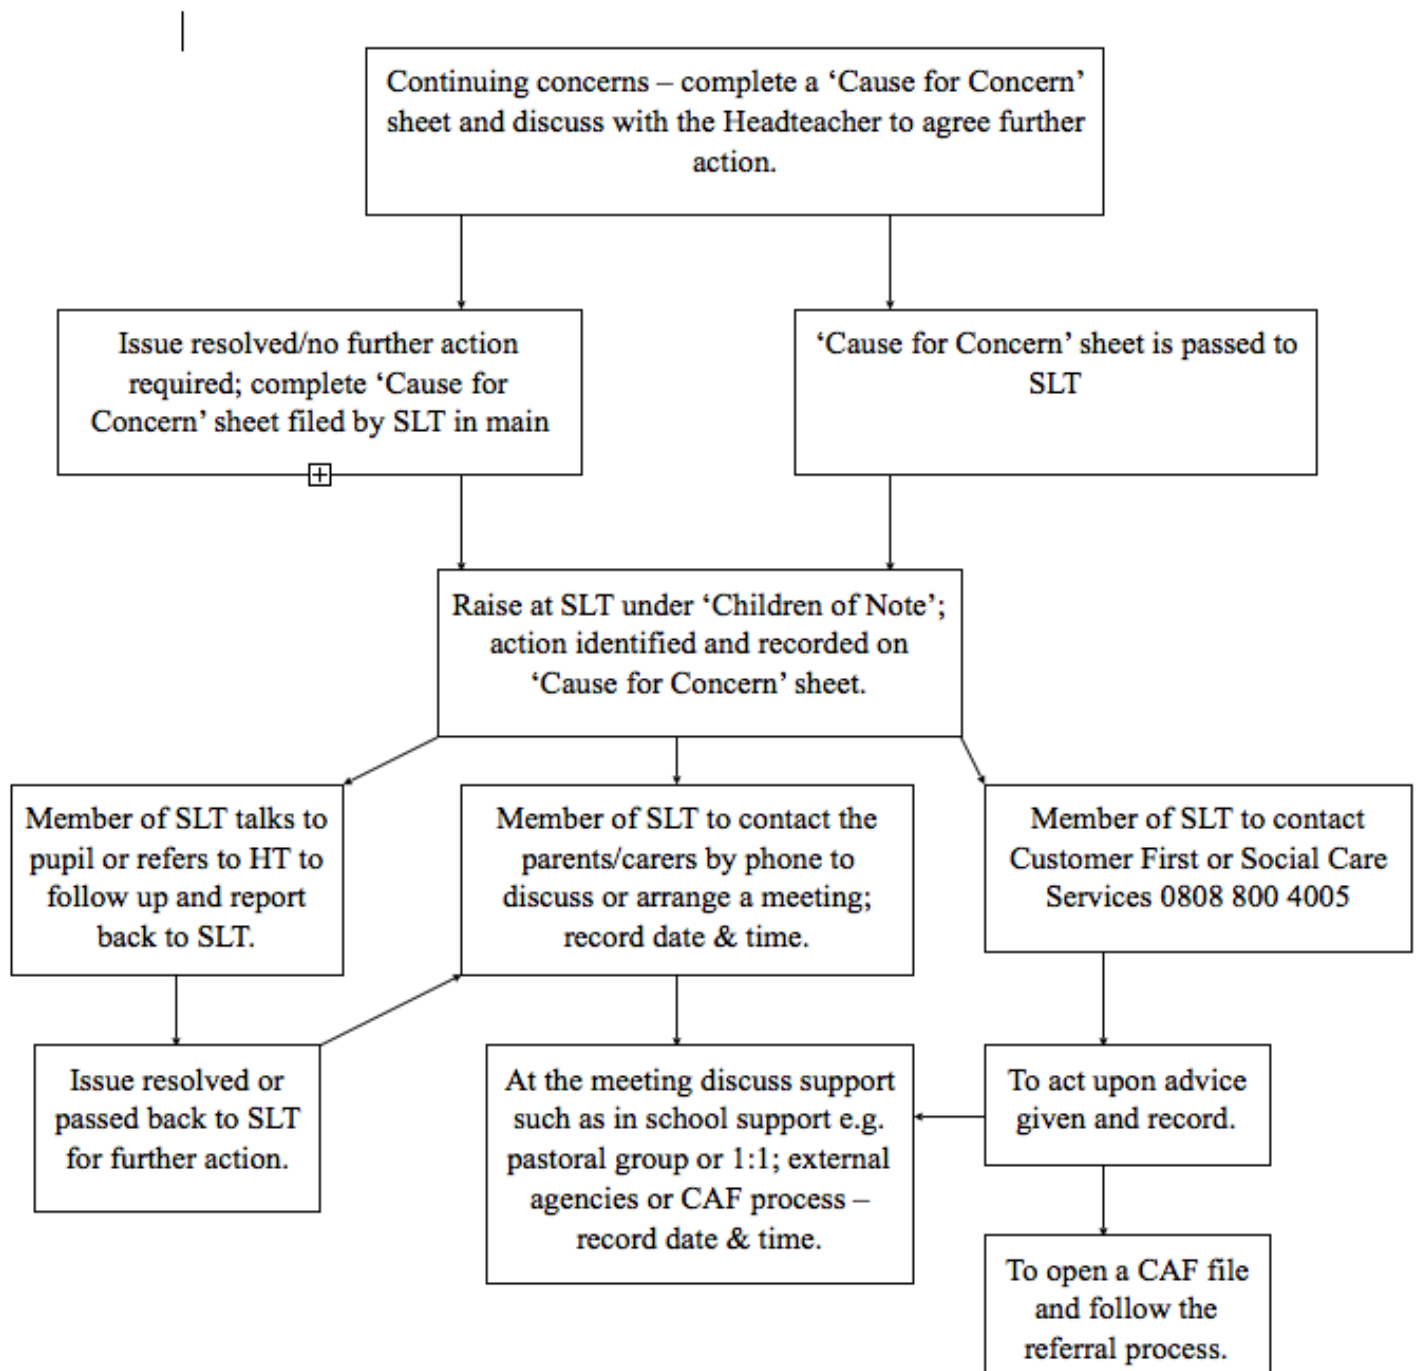 Continuing concerns – complete a ‘Cause for Concern’
sheet and discuss with the Headteacher to agree further
action.
Issue resolved/no further action
required; complete ‘Cause for
Concern’ sheet filed by SLT in main
‘Cause for Concern’ sheet is passed to
SLT
Raise at SLT under ‘Children of Note’;
action identified and recorded on
‘Cause for Concern’ sheet.
Member of SLT talks to
pupil or refers to HT to
follow up and report
back to SLT.
Member of SLT to contact the
parents/carers by phone to
discuss or arrange a meeting;
record date & time.
Member of SLT to contact
Customer First or Social Care
Services 0808 800 4005
Issue resolved or
passed back to SLT
for further action.
At the meeting discuss support
such as in school support e.g.
pastoral group or 1:1; external
agencies or CAF process –
record date & time.
To act upon advice
given and record.
To open a CAF file
and follow the
referral process.